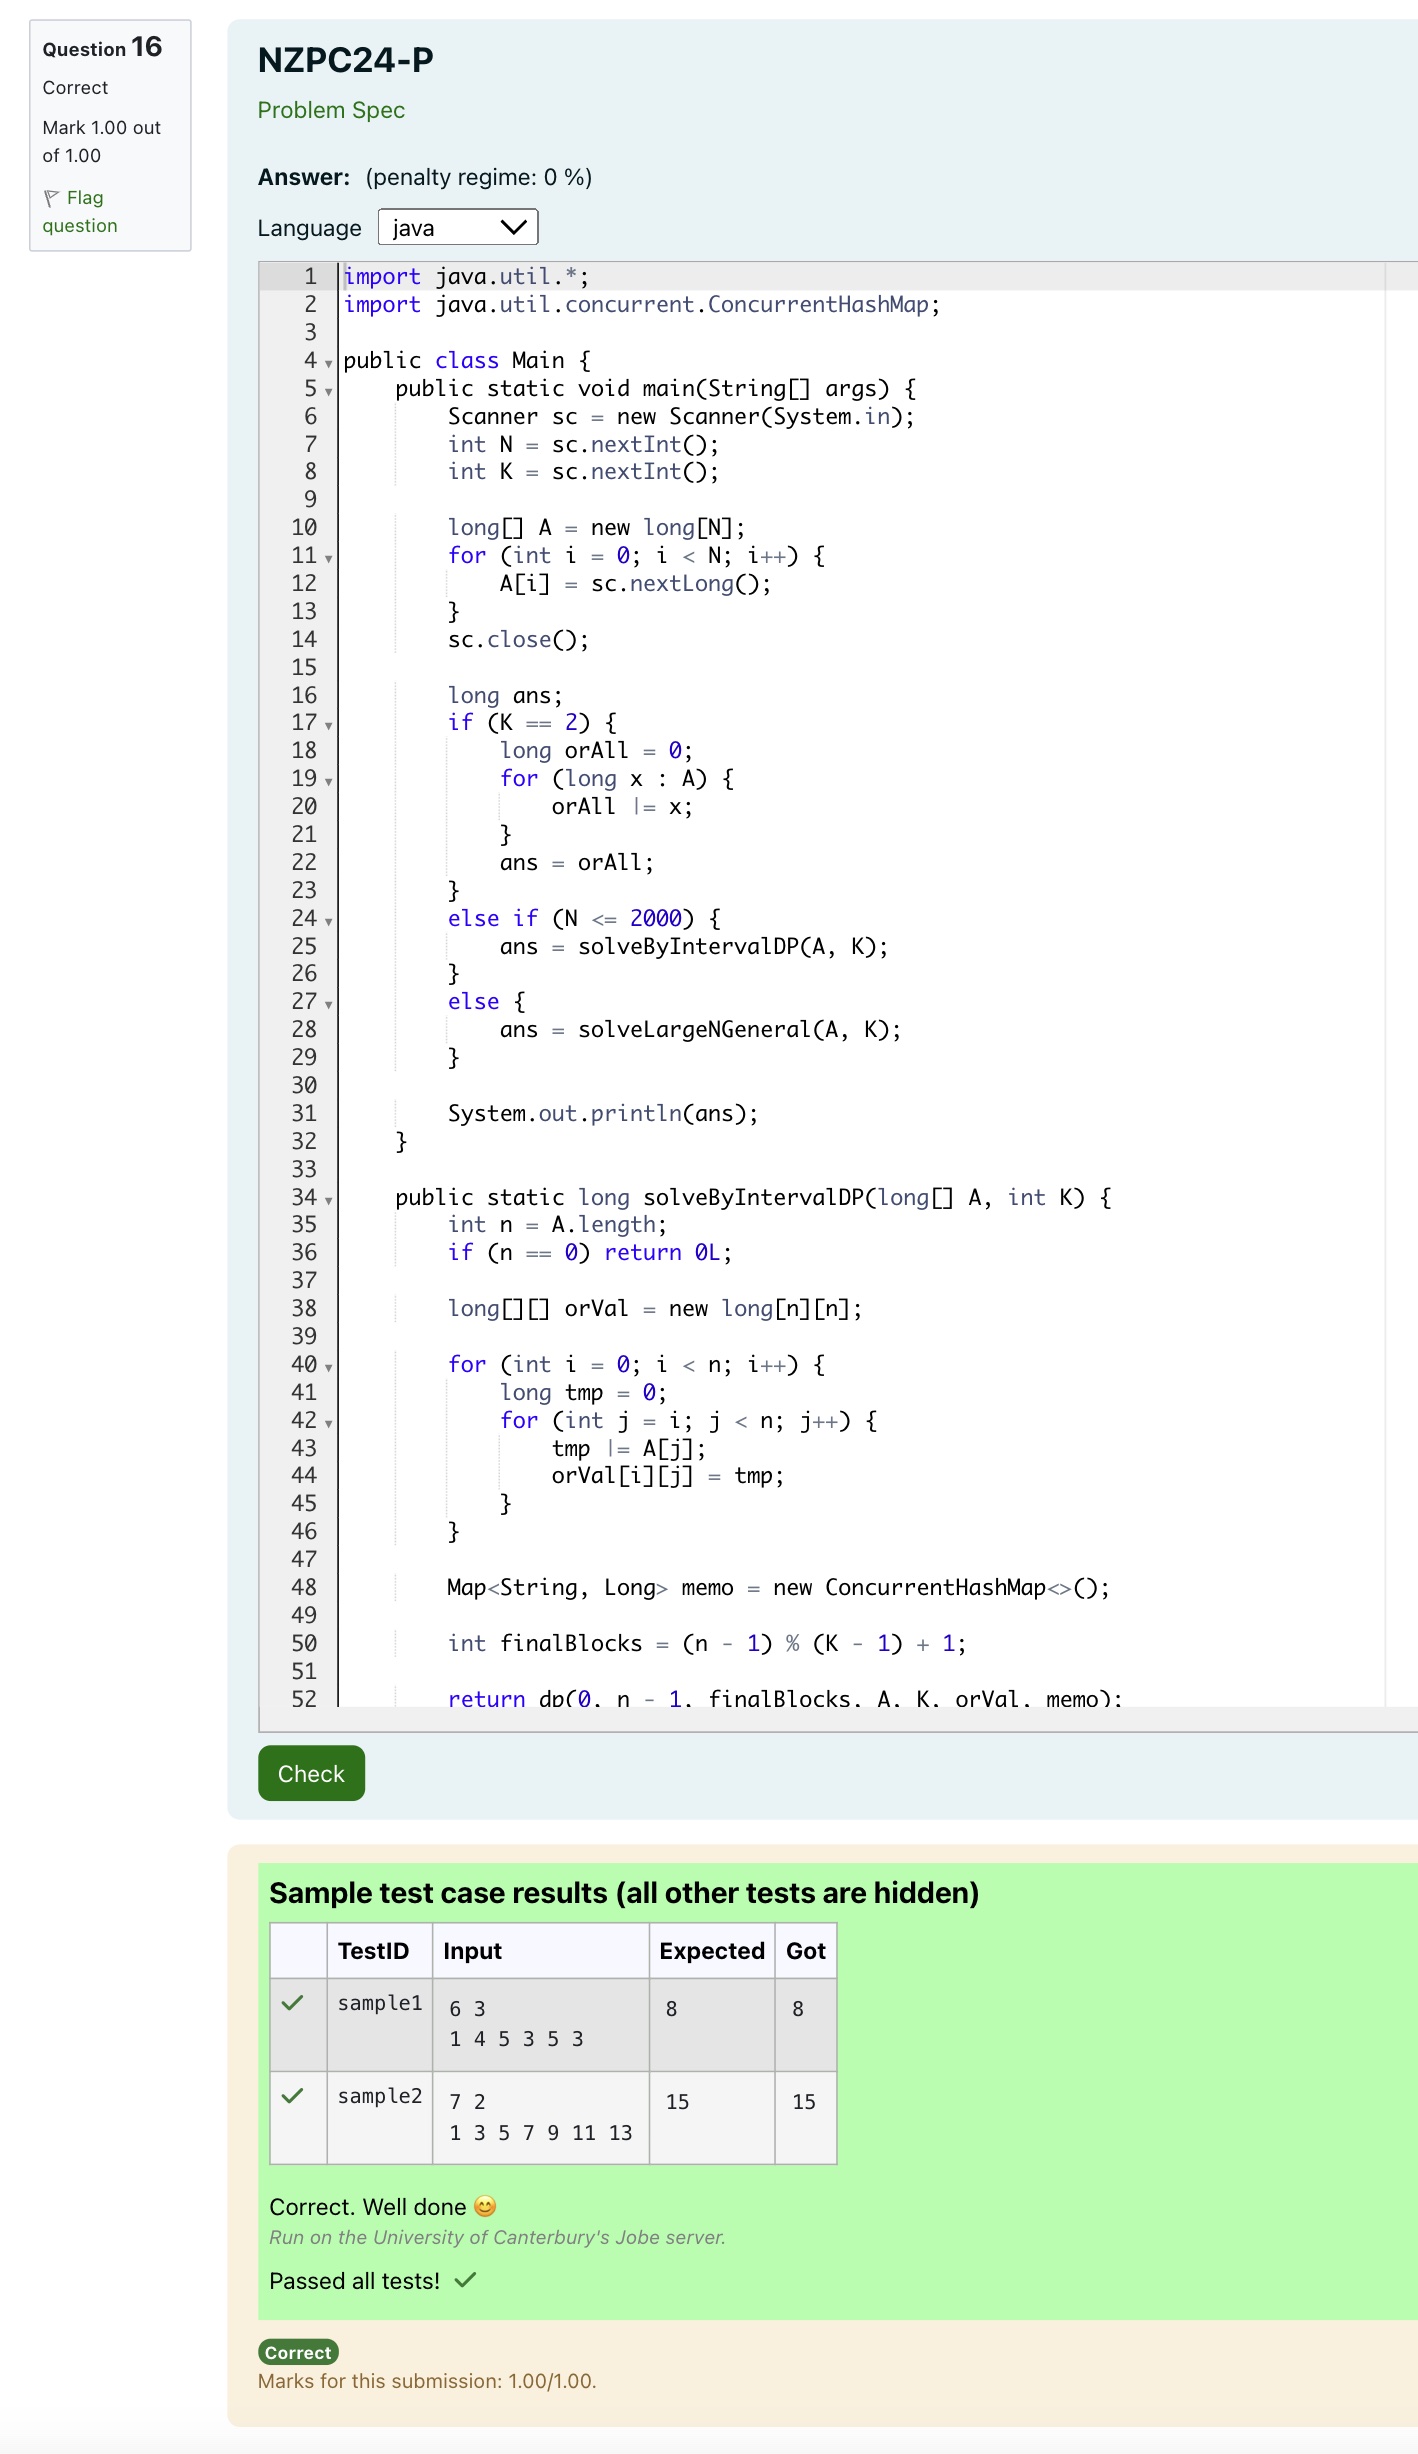 Question 16
Correct
Mark 1.00 out
of 1.00
Flag
question
NZPC24-P
Problem Spec
Answer: (penalty regime: 0 %)
Language java
1 import java.util.*;
2 import java.util.concurrent.ConcurrentHashMap;
3
4 public class Main {
5     public static void main(String[] args) {
6         Scanner sc = new Scanner(System.in);
7         int N = sc.nextInt();
8         int K = sc.nextInt();
9
10         long[] A = new long[N];
11         for (int i = 0; i < N; i++) {
12             A[i] = sc.nextLong();
13         }
14         sc.close();
15
16         long ans;
17         if (K == 2) {
18             long orAll = 0;
19             for (long x : A) {
20                 orAll |= x;
21             }
22             ans = orAll;
23         }
24         else if (N <= 2000) {
25             ans = solveByIntervalDP(A, K);
26         }
27         else {
28             ans = solveLargeNGeneral(A, K);
29         }
30
31         System.out.println(ans);
32     }
33
34     public static long solveByIntervalDP(long[] A, int K) {
35         int n = A.length;
36         if (n == 0) return 0L;
37
38         long[][] orVal = new long[n][n];
39
40         for (int i = 0; i < n; i++) {
41             long tmp = 0;
42             for (int j = i; j < n; j++) {
43                 tmp |= A[j];
44                 orVal[i][j] = tmp;
45             }
46         }
47
48         Map<String, Long> memo = new ConcurrentHashMap<>();
49
50         int finalBlocks = (n - 1) % (K - 1) + 1;
51
52         return dp(0, n - 1, finalBlocks, A, K, orVal, memo);
Check
Sample test case results (all other tests are hidden)
TestID Input Expected Got
sample1 6 3 8 8
1 4 5 3 5 3
sample2 7 2 15 15
1 3 5 7 9 11 13
Correct. Well done 😊
Run on the University of Canterbury's Jobe server.
Passed all tests! ✓
Correct
Marks for this submission: 1.00/1.00.